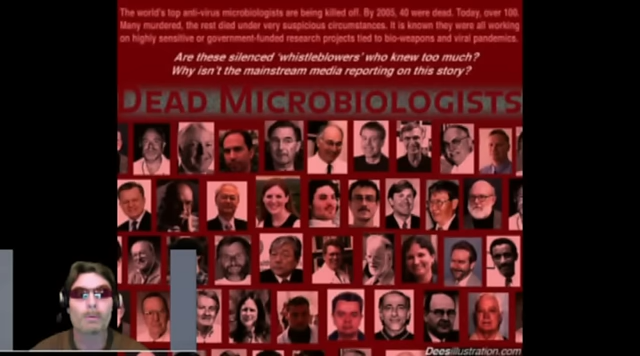 The world's top anti-virus microbiologists are being killed off. By 2005, 40 were dead. Today, over 100.
Many murdered, the rest died under very suspicious circumstances. It is known they were all working
on highly sensitive or government-funded research projects tied to bio-weapons and viral pandemics.
Are these silenced 'whistleblowers' who knew too much?
Why isn't the mainstream media reporting on this story?
DEAD MICROBIOLOGISTS
Deesillustration.com